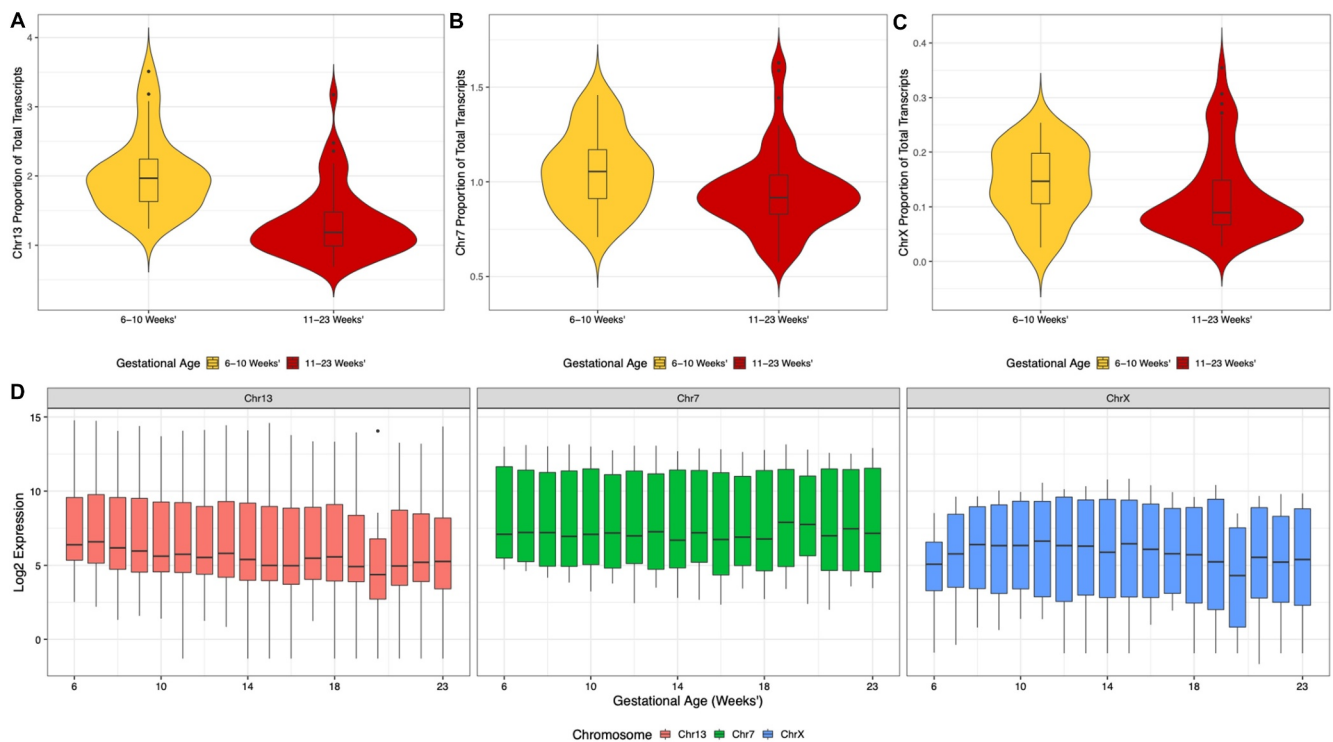 A
B
C
Chr13 Proportion of Total Transcripts
4
3
2
1
6–10 Weeks' 11–23 Weeks'
Gestational Age 6–10 Weeks' 11–23 Weeks'
Chr7 Proportion of Total Transcripts
1.5
1.0
0.5
6–10 Weeks' 11–23 Weeks'
Gestational Age 6–10 Weeks' 11–23 Weeks'
ChrX Proportion of Total Transcripts
0.4
0.3
0.2
0.1
0.0
6–10 Weeks' 11–23 Weeks'
Gestational Age 6–10 Weeks' 11–23 Weeks'
D
Chr13 Chr7 ChrX
Log2 Expression
15
10
5
0
6 10 14 18 23 6 10 14 18 23 6 10 14 18 23
Gestational Age (Weeks')
Chromosome Chr13 Chr7 ChrX